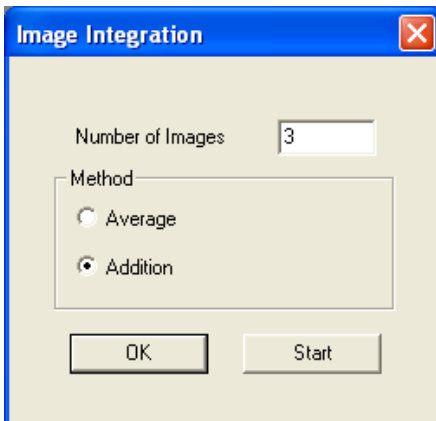 Image Integration
Number of Images 3
Method
Average
Addition
OK Start